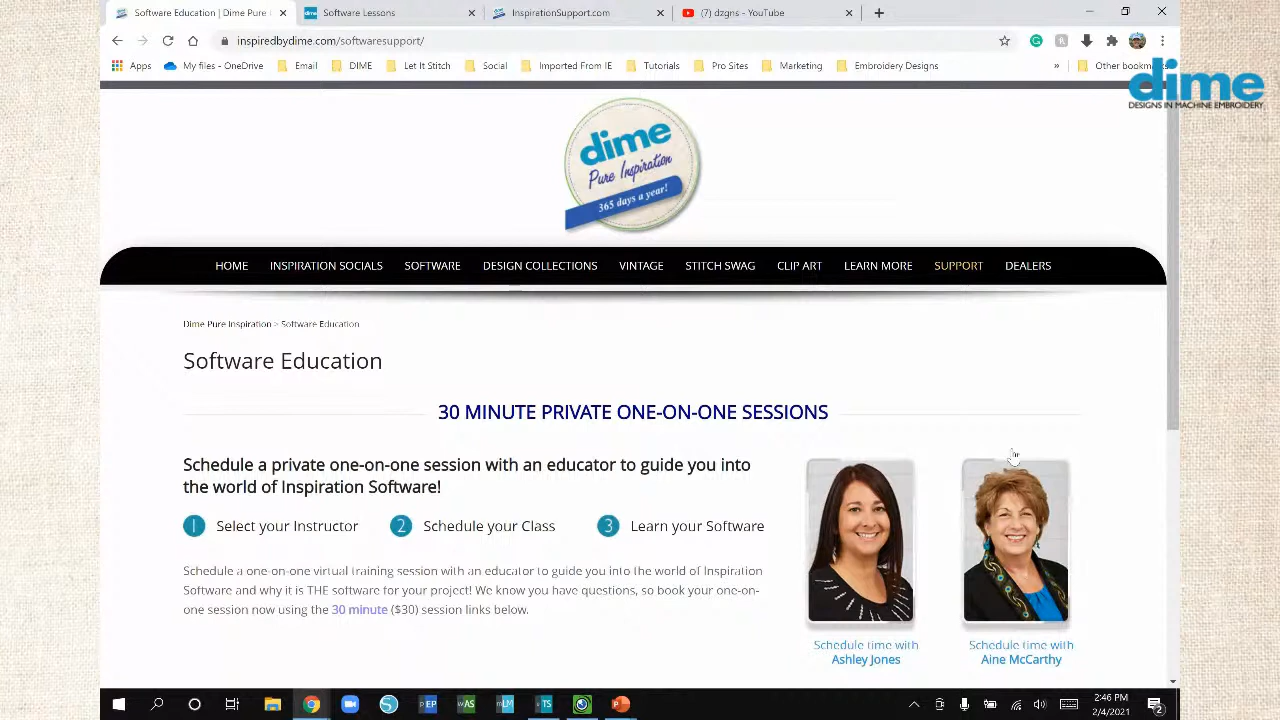 Software Education | Dime Pure
Software Lessons
InspirationSupport.com
(7) dzgns - YouTube
inspiredbydime.com/softwaresupport/
Apps
My files - OneDrive
Email
DIME
Let It Stitch
Social
Imported From IE
Tutorials
Pro Sites
Marketing
Embroidery Designs
»
Other bookmarks
dime
DESIGNS IN MACHINE EMBROIDERY
dime
Pure Inspiration
365 days a year!
HOME
INSPIRATION SOCIALS
SOFTWARE
DESIGN COLLECTIONS
VINTAGE
STITCH SWAG
CLIP ART
LEARN MORE
SUPPORT
DEALERS
Dime Pure Inspiration > Software Education
Software Education
30 MINUTE PRIVATE ONE-ON-ONE SESSIONS
Schedule a private one-on-one session with an educator to guide you into
the world of Inspiration Software!
1 Select your Instructor
2 Schedule your Class
3 Learn your Software
Schedule a one-on-one virtual training session with an educator to guide you into The world of Inspiration
Software and why it is THE software for your project! We know you have questions, so book your one-on-
one session now using the 30 minute ($30) session links below.
Schedule time with
Ashley Jones
Schedule time with
Aine McCarthy
2:46 PM
2/4/2021